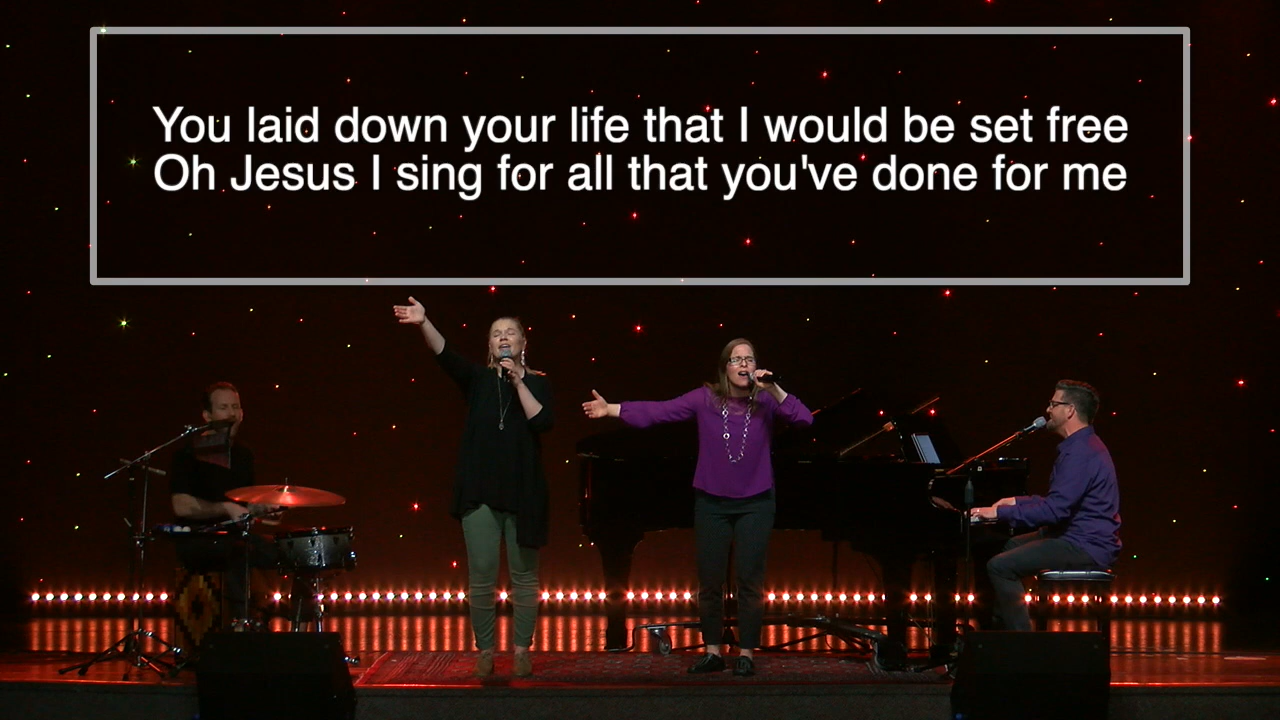 You laid down your life that I would be set free
Oh Jesus I sing for all that you've done for me